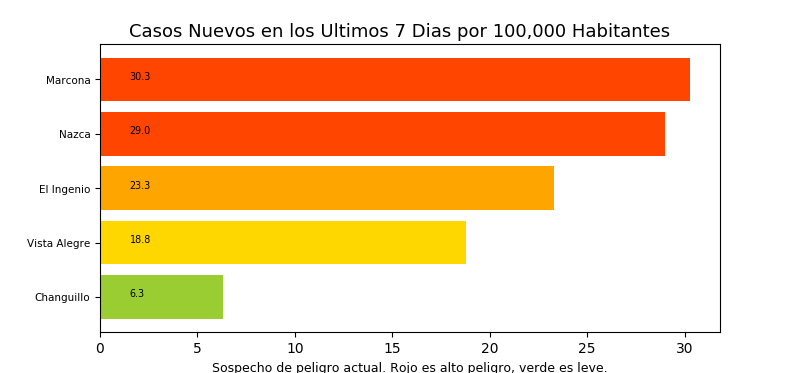 Casos Nuevos en los Ultimos 7 Dias por 100,000 Habitantes
Marcona 30.3
Nazca 29.0
El Ingenio 23.3
Vista Alegre 18.8
Changuillo 6.3
0 5 10 15 20 25 30
Sospecho de peligro actual. Rojo es alto peligro, verde es leve.